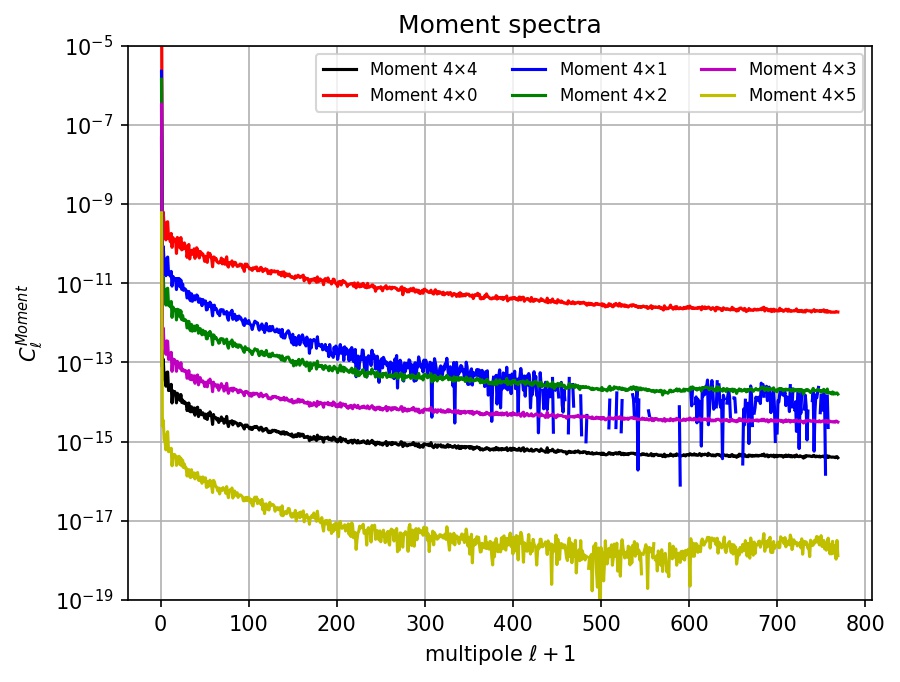 Moment spectra
Moment 4×4
Moment 4×0
Moment 4×1
Moment 4×2
Moment 4×3
Moment 4×5
10⁻⁵
10⁻⁷
10⁻⁹
10⁻¹¹
10⁻¹³
10⁻¹⁵
10⁻¹⁷
10⁻¹⁹
C_ℓ^Moment
0 100 200 300 400 500 600 700 800
multipole ℓ + 1